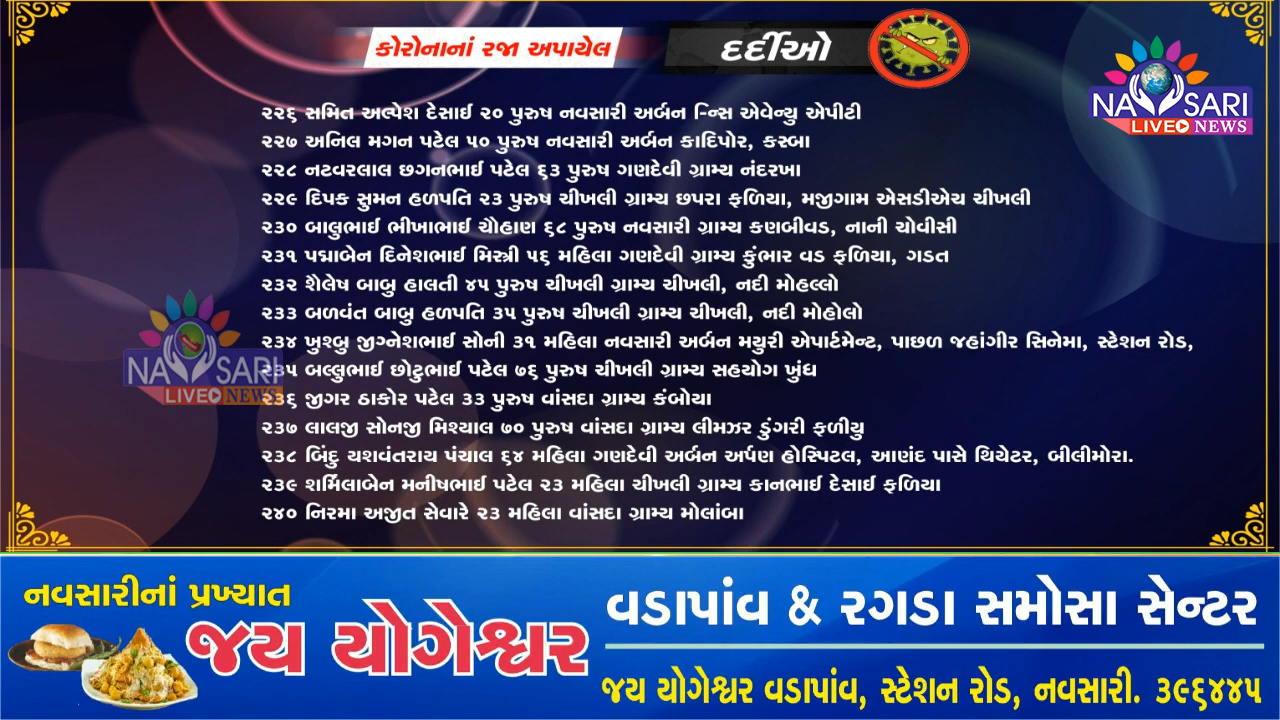 કોરોનાનાં રજા અપાયેલ દર્દીઓ
NAVSARI
LIVE NEWS
૨૨૬ સમિત અલ્પેશ દેસાઈ ૨૦ પુરુષ નવસારી અર્બન ન્સિ એવેન્યુ એપીટી
૨૨૭ અનિલ મગન પટેલ ૫૦ પુરુષ નવસારી અર્બન કાદિપોર, કસ્બા
૨૨૮ નટવરલાલ છગનભાઈ પટેલ ૬૩ પુરુષ ગણદેવી ગ્રામ્ય નંદરખા
૨૨૯ દિપક સુમન હળપતિ ૨૩ પુરુષ ચીખલી ગ્રામ્ય છપરા ફળિયા, મજીગામ એસડીએચ ચીખલી
૨૩૦ બાલુભાઈ ભીખાભાઈ ચૌહાણ ૬૮ પુરુષ નવસારી ગ્રામ્ય કણબીવડ, નાની ચોવીસી
૨૩૧ પદ્માબેન દિનેશભાઈ મિસ્ત્રી ૫૬ મહિલા ગણદેવી ગ્રામ્ય કુંભાર વડ ફળિયા, ગડત
૨૩૨ શૈલેષ બાબુ હાલતી ૪૫ પુરુષ ચીખલી ગ્રામ્ય ચીખલી, નદી મોહલ્લો
૨૩૩ બળવંત બાબુ હળપતિ ૩૫ પુરુષ ચીખલી ગ્રામ્ય ચીખલી, નદી મોહોલો
૨૩૪ ખુશ્બુ જીગ્નેશભાઈ સોની ૩૧ મહિલા નવસારી અર્બન મયુરી એપાર્ટમેન્ટ, પાછળ જહાંગીર સિનેમા, સ્ટેશન રોડ,
૨૩૫ બલ્લુભાઈ છોટુભાઈ પટેલ ૭૬ પુરુષ ચીખલી ગ્રામ્ય સહયોગ ખુંધ
૨૩૬ જીગર ઠાકોર પટેલ ૩૩ પુરુષ વાંસદા ગ્રામ્ય કંબોયા
૨૩૭ લાલજી સોનજી મિશ્યાલ ૭૦ પુરુષ વાંસદા ગ્રામ્ય લીમઝર ડુંગરી ફળીયુ
૨૩૮ બિંદુ યશવંતરાય પંચાલ ૬૪ મહિલા ગણદેવી અર્બન અર્પણ હોસ્પિટલ, આણંદ પાસે થિયેટર, બીલીમોરા.
૨૩૯ શર્મિલાબેન મનીષભાઈ પટેલ ૨૩ મહિલા ચીખલી ગ્રામ્ય કાનભાઈ દેસાઈ ફળિયા
૨૪૦ નિરમા અજીત સેવારે ૨૩ મહિલા વાંસદા ગ્રામ્ય મોલાંબા
NAVSARI
LIVE NEWS
નવસારીનાં પ્રખ્યાત
જય યોગેશ્વર
વડાપાંવ & રગડા સમોસા સેન્ટર
જય યોગેશ્વર વડાપાંવ, સ્ટેશન રોડ, નવસારી. ૩૯૬૪૪૫